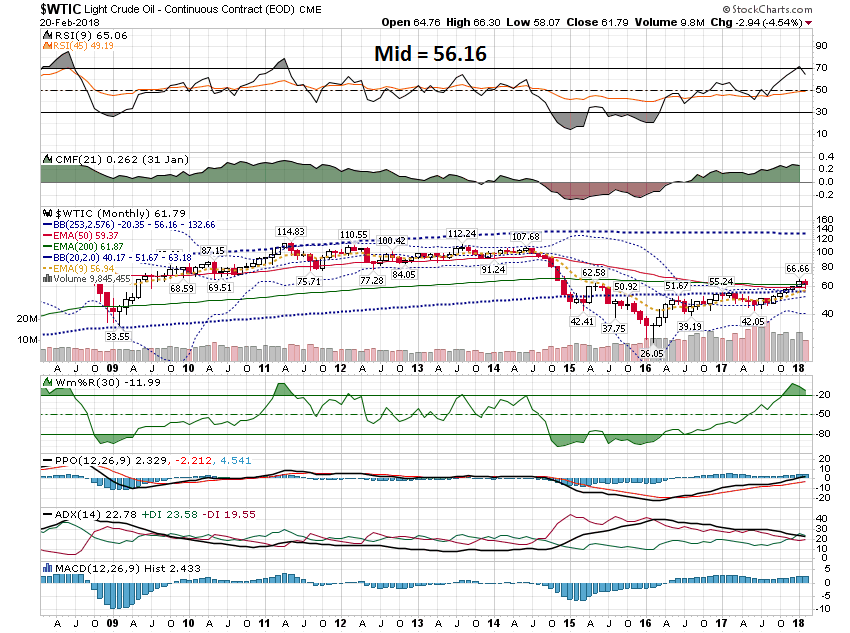 $WTIC Light Crude Oil - Continuous Contract (EOD) CME © StockCharts.com
20-Feb-2018 Open 64.76 High 66.30 Low 58.07 Close 61.79 Volume 9.8M Chg -2.94 (-4.54%)
RSI(9) 65.06
RSI(45) 49.19
Mid = 56.16
90
70
50
30
10
CMF(21) 0.262 (31 Jan)
0.4
0.2
0.0
-0.2
$WTIC (Monthly) 61.79
BB(253,2.576) -20.35 - 56.16 - 132.66
EMA(50) 59.37
EMA(200) 61.87
BB(20,2.0) 40.17 - 51.67 - 63.18
EMA(9) 56.94
Volume 9,845,455
160
140
120
100
80
60
40
20M
10M
87.15
114.83
110.55
100.42
112.24
107.68
68.59
69.51
75.71
77.28
84.05
91.24
33.55
62.58
50.92
51.67
55.24
66.66
42.41
37.75
26.05
39.19
42.05
A J O 09 A J O 10 A J O 11 A J O 12 A J O 13 A J O 14 A J O 15 A J O 16 A J O 17 A J O 18
Wm%R(30) -11.99
-20
-50
-80
PPO(12,26,9) 2.329, -2.212, 4.541
20
10
0
-10
-20
ADX(14) 22.78 +DI 23.58 -DI 19.55
40
30
20
10
0
MACD(12,26,9) Hist 2.433
5
0
-5
-10
A J O 09 A J O 10 A J O 11 A J O 12 A J O 13 A J O 14 A J O 15 A J O 16 A J O 17 A J O 18